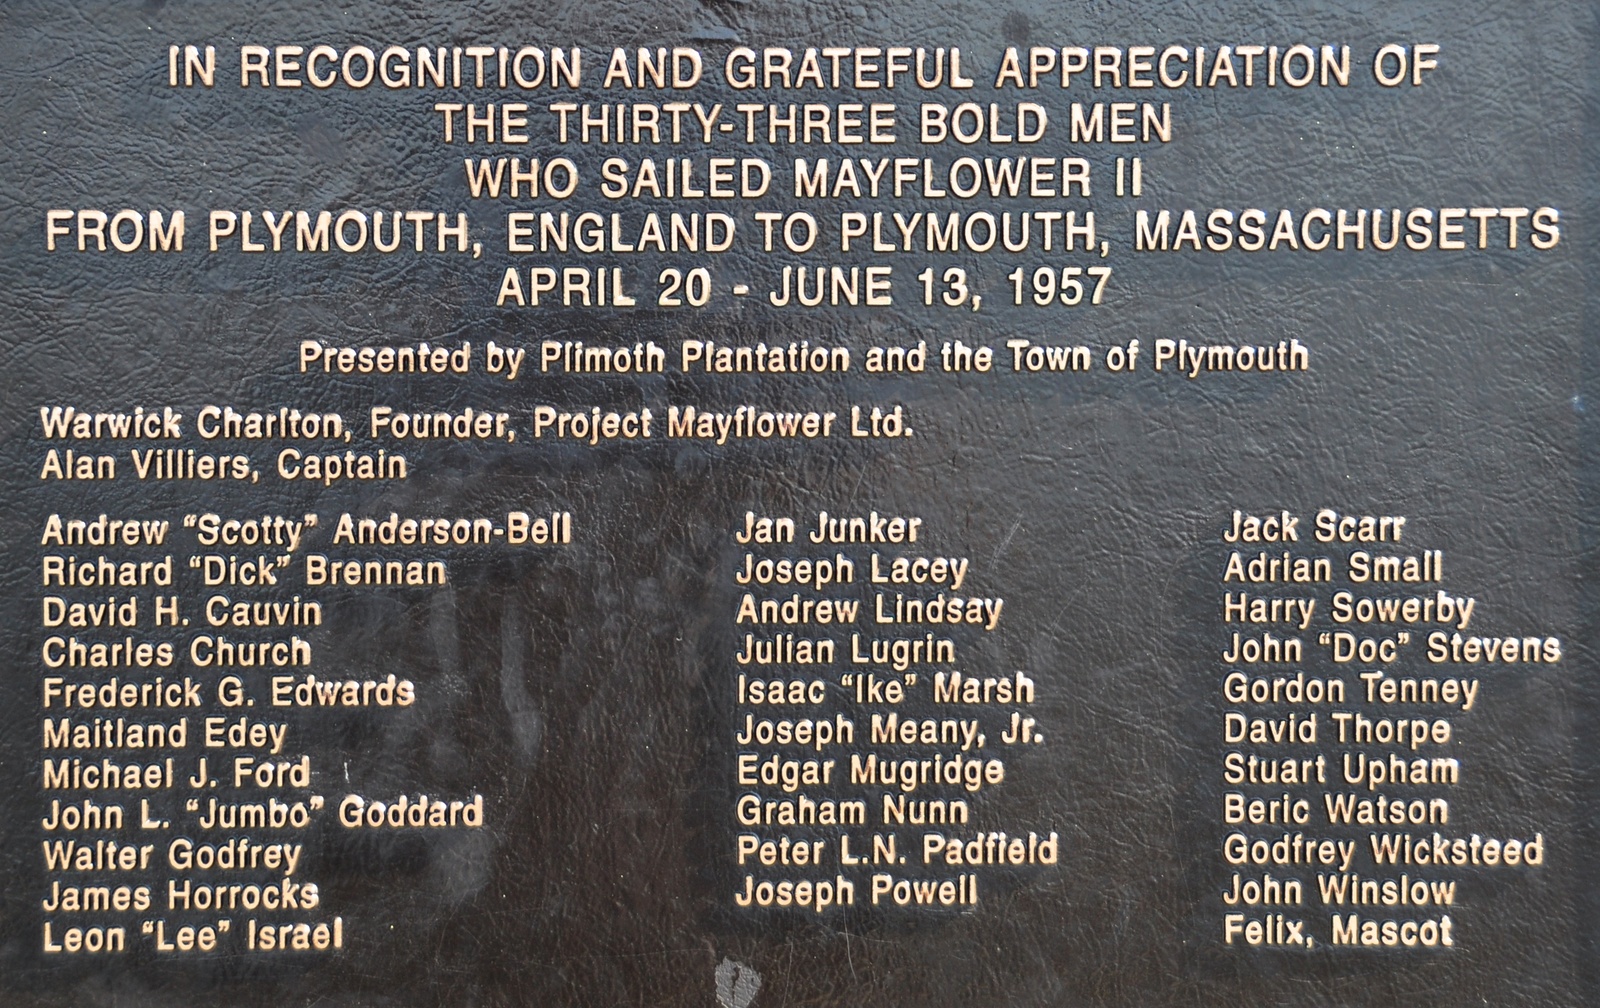 IN RECOGNITION AND GRATEFUL APPRECIATION OF
THE THIRTY-THREE BOLD MEN
WHO SAILED MAYFLOWER II
FROM PLYMOUTH, ENGLAND TO PLYMOUTH, MASSACHUSETTS
APRIL 20 - JUNE 13, 1957
Presented by Plimoth Plantation and the Town of Plymouth
Warwick Charlton, Founder, Project Mayflower Ltd.
Alan Villiers, Captain
Andrew “Scotty” Anderson-Bell
Richard “Dick” Brennan
David H. Cauvin
Charles Church
Frederick G. Edwards
Maitland Edey
Michael J. Ford
John L. “Jumbo” Goddard
Walter Godfrey
James Horrocks
Leon “Lee” Israel
Jan Junker
Joseph Lacey
Andrew Lindsay
Julian Lugrin
Isaac “Ike” Marsh
Joseph Meany, Jr.
Edgar Mugridge
Graham Nunn
Peter L.N. Padfield
Joseph Powell
Jack Scarr
Adrian Small
Harry Sowerby
John “Doc” Stevens
Gordon Tenney
David Thorpe
Stuart Upham
Beric Watson
Godfrey Wicksteed
John Winslow
Felix, Mascot